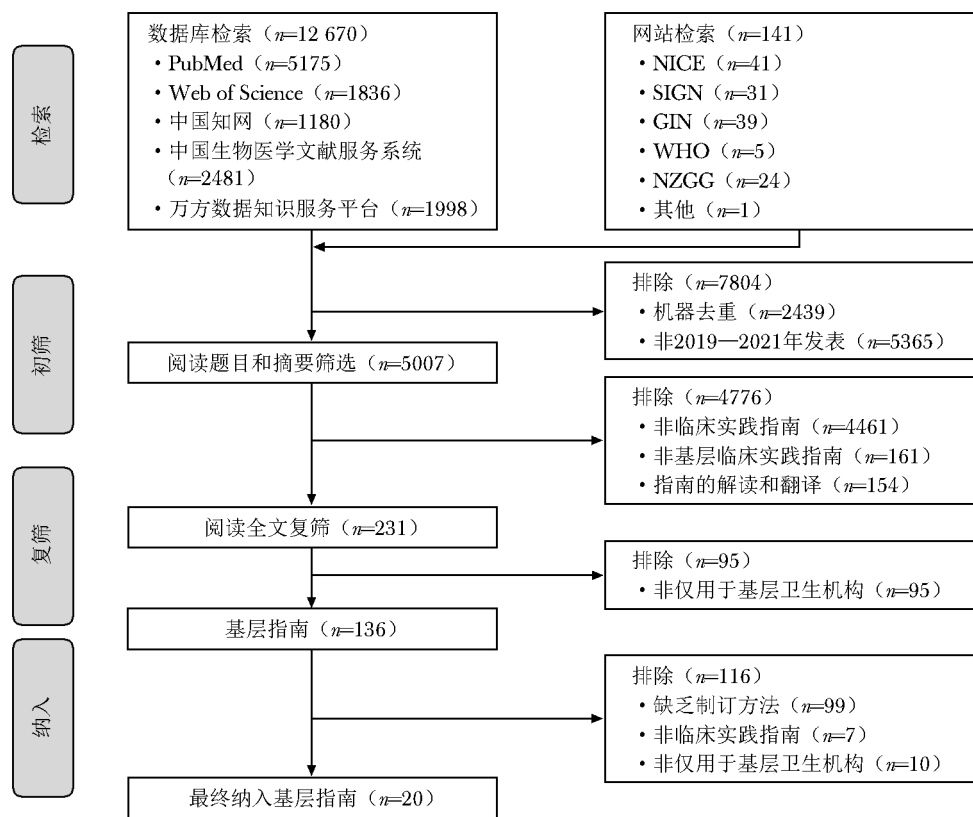 检索
数据库检索（n=12 670）
·PubMed（n=5175）
·Web of Science（n=1836）
·中国知网（n=1180）
·中国生物医学文献服务系统
（n=2481）
·万方数据知识服务平台（n=1998）
网站检索（n=141）
·NICE（n=41）
·SIGN（n=31）
·GIN（n=39）
·WHO（n=5）
·NZGG（n=24）
·其他（n=1）
初筛
排除（n=7804）
·机器去重（n=2439）
·非2019—2021年发表（n=5365）
阅读题目和摘要筛选（n=5007）
排除（n=4776）
·非临床实践指南（n=4461）
·非基层临床实践指南（n=161）
·指南的解读和翻译（n=154）
复筛
阅读全文复筛（n=231）
排除（n=95）
·非仅用于基层卫生机构（n=95）
基层指南（n=136）
纳入
排除（n=116）
·缺乏制订方法（n=99）
·非临床实践指南（n=7）
·非仅用于基层卫生机构（n=10）
最终纳入基层指南（n=20）